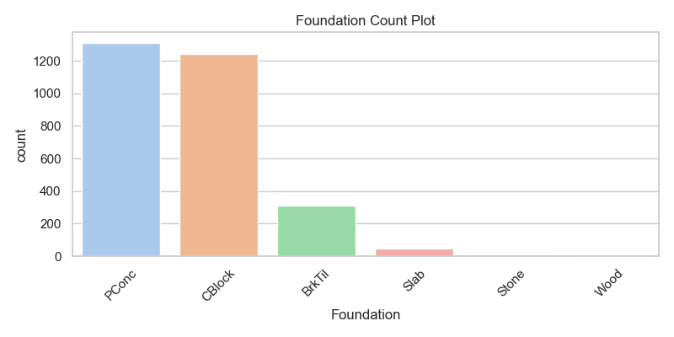 Foundation Count Plot
1200
1000
800
600
400
200
0
count
PConc
CBlock
BrkTil
Slab
Stone
Wood
Foundation